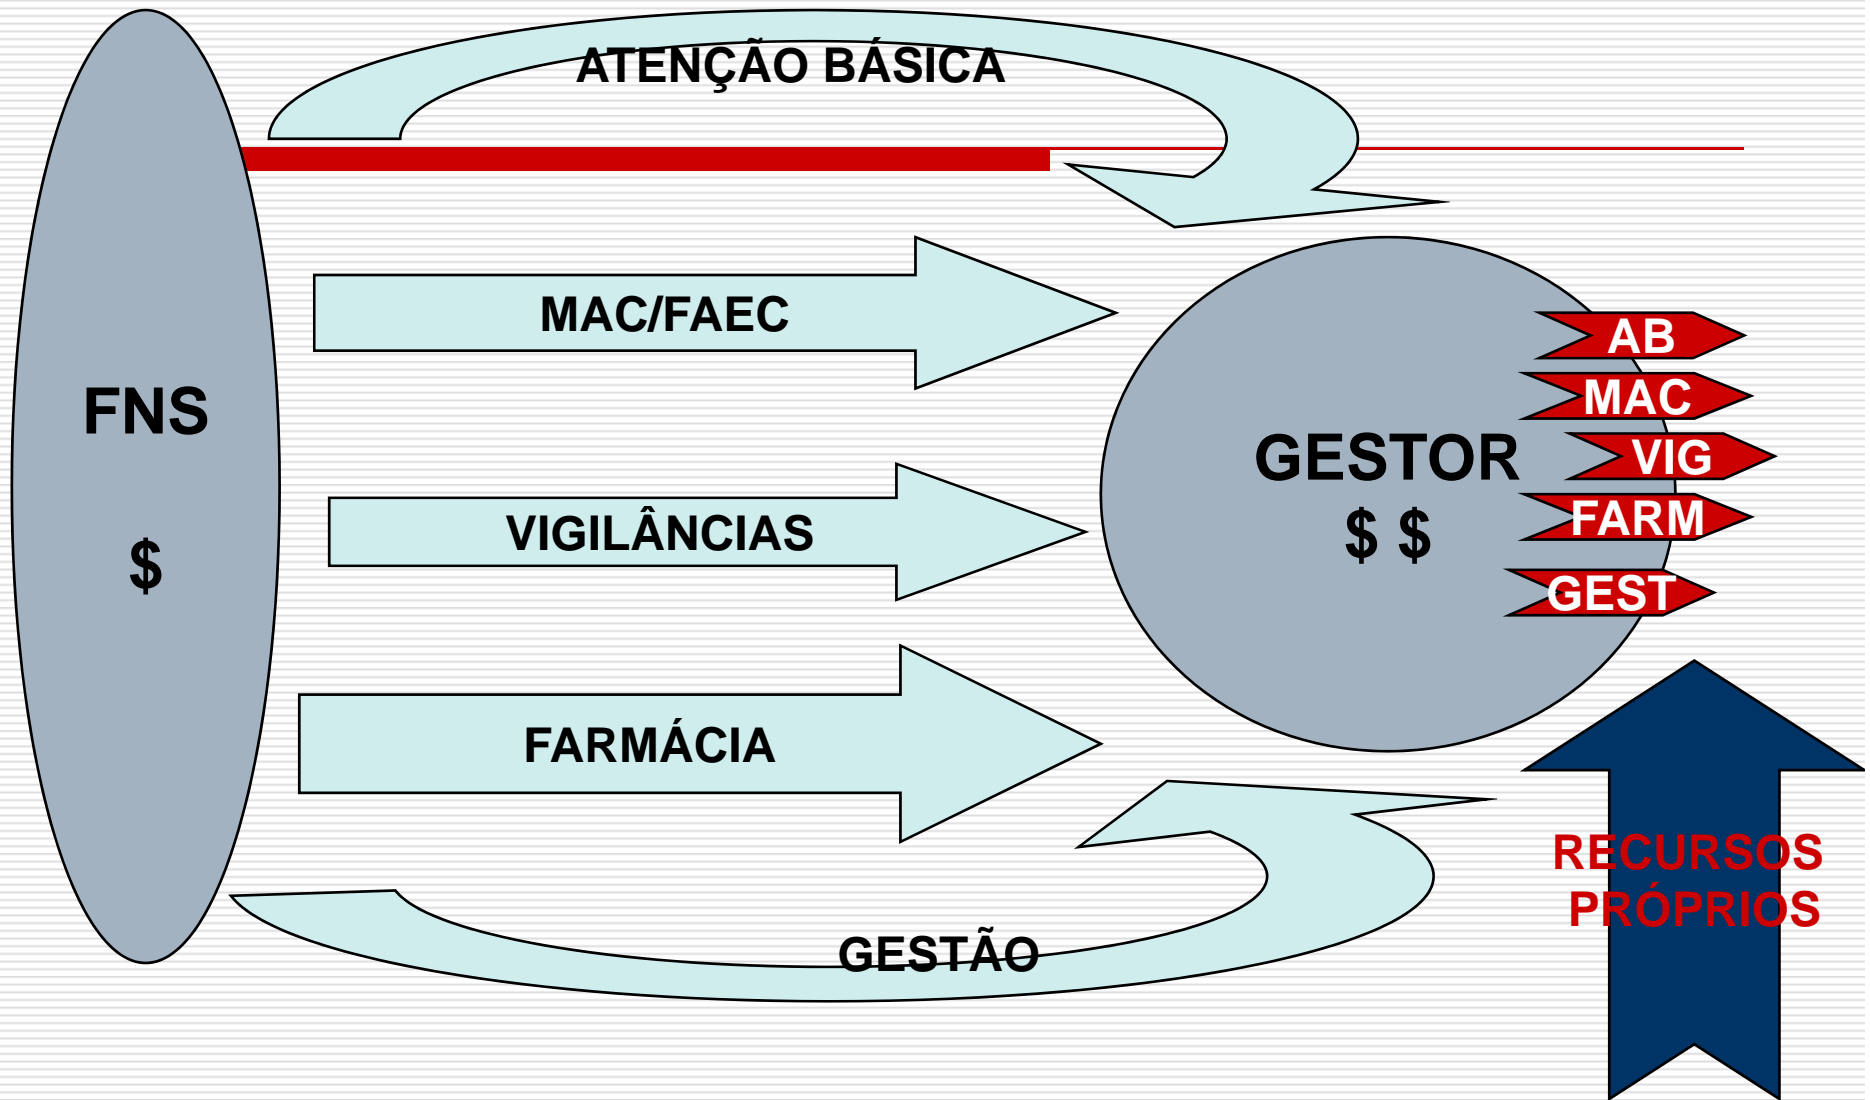 ATENÇÃO BÁSICA
FNS
$
MAC/FAEC
VIGILÂNCIAS
FARMÁCIA
GESTÃO
GESTOR
$ $
AB
MAC
VIG
FARM
GEST
RECURSOS
PRÓPRIOS